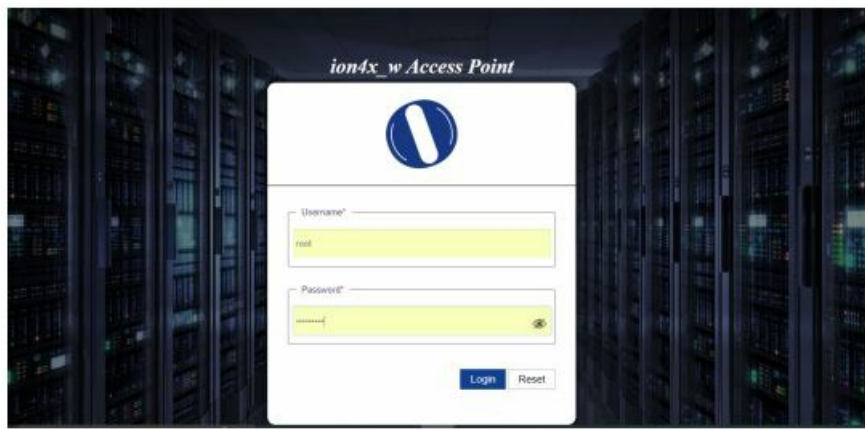 ion4x_w Access Point
Username*
root
Password*
Login Reset